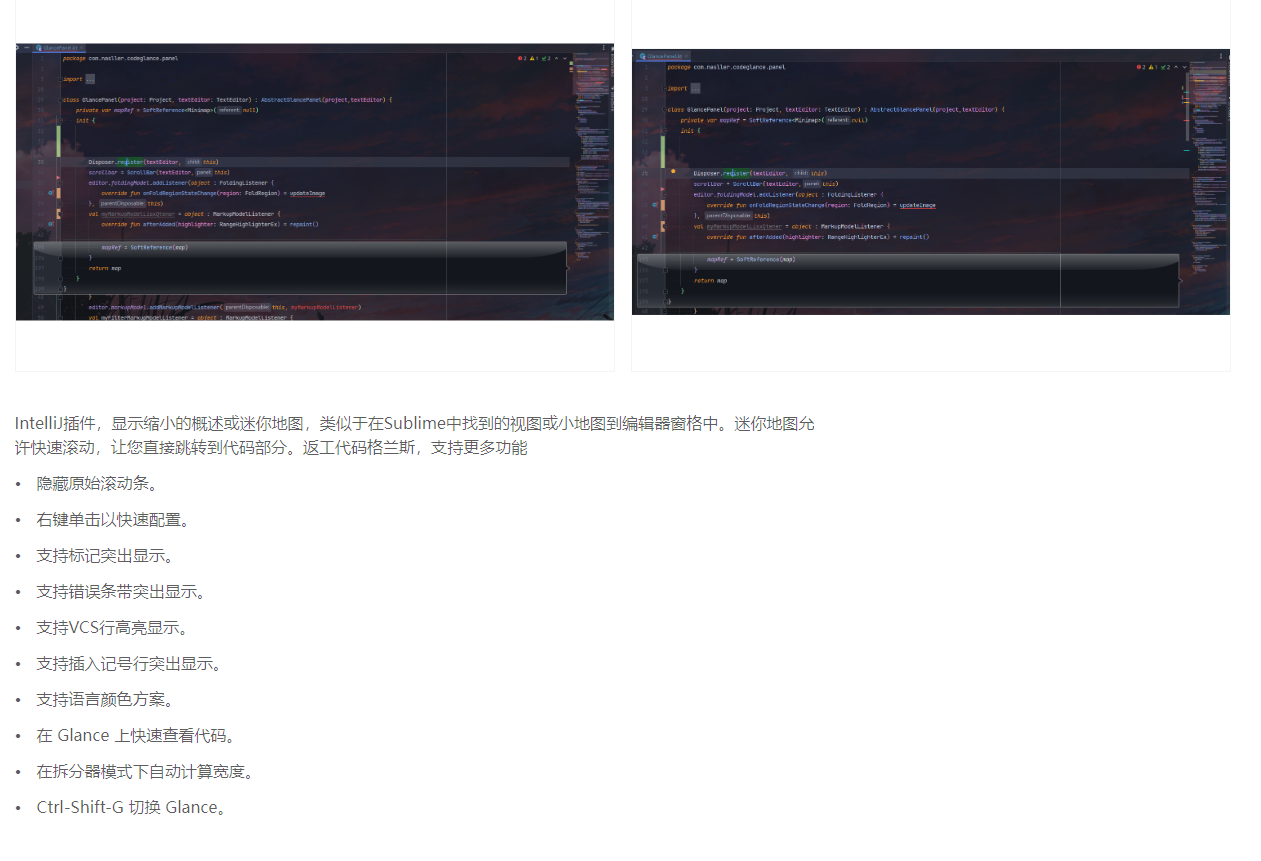 GlancePanel.kt
package com.nasller.codeglance.panel
2 1 2
import ...
class GlancePanel(project: Project, textEditor: TextEditor) : AbstractGlancePanel(project,textEditor) {
private var mapRef = SoftReference<Minimap>( referent: null)
init {
Disposer.register(textEditor, child: this)
scrollbar = ScrollBar(textEditor, panel: this)
editor.foldingModel.addListener(object : FoldingListener {
override fun onFoldRegionStateChange(region: FoldRegion) = updateImage
}, parentDisposable: this)
val myMarkupModelListener = object : MarkupModelListener {
override fun afterAdded(highlighter: RangeHighlighterEx) = repaint()
mapRef = SoftReference(map)
}
return map
}
}
}
editor.markupModel.addMarkupModelListener( parentDisposable: this, myMarkupModelListener)
val myFilterMarkupModelListener = object : MarkupModelListener {
GlancePanel.kt
package com.nasller.codeglance.panel
2 1 2
import ...
class GlancePanel(project: Project, textEditor: TextEditor) : AbstractGlancePanel(project,textEditor) {
private var mapRef = SoftReference<Minimap>( referent: null)
init {
Disposer.register(textEditor, child: this)
scrollbar = ScrollBar(textEditor, panel: this)
editor.foldingModel.addListener(object : FoldingListener {
override fun onFoldRegionStateChange(region: FoldRegion) = updateImage
}, parentDisposable: this)
val myMarkupModelListener = object : MarkupModelListener {
override fun afterAdded(highlighter: RangeHighlighterEx) = repaint()
mapRef = SoftReference(map)
}
return map
}
}
}
IntelliJ插件，显示缩小的概述或迷你地图，类似于在Sublime中找到的视图或小地图到编辑器窗格中。迷你地图允
许快速滚动，让您直接跳转到代码部分。返工代码格兰斯，支持更多功能
• 隐藏原始滚动条。
• 右键单击以快速配置。
• 支持标记突出显示。
• 支持错误条带突出显示。
• 支持VCS行高亮显示。
• 支持插入记号行突出显示。
• 支持语言颜色方案。
• 在 Glance 上快速查看代码。
• 在拆分器模式下自动计算宽度。
• Ctrl-Shift-G 切换 Glance。